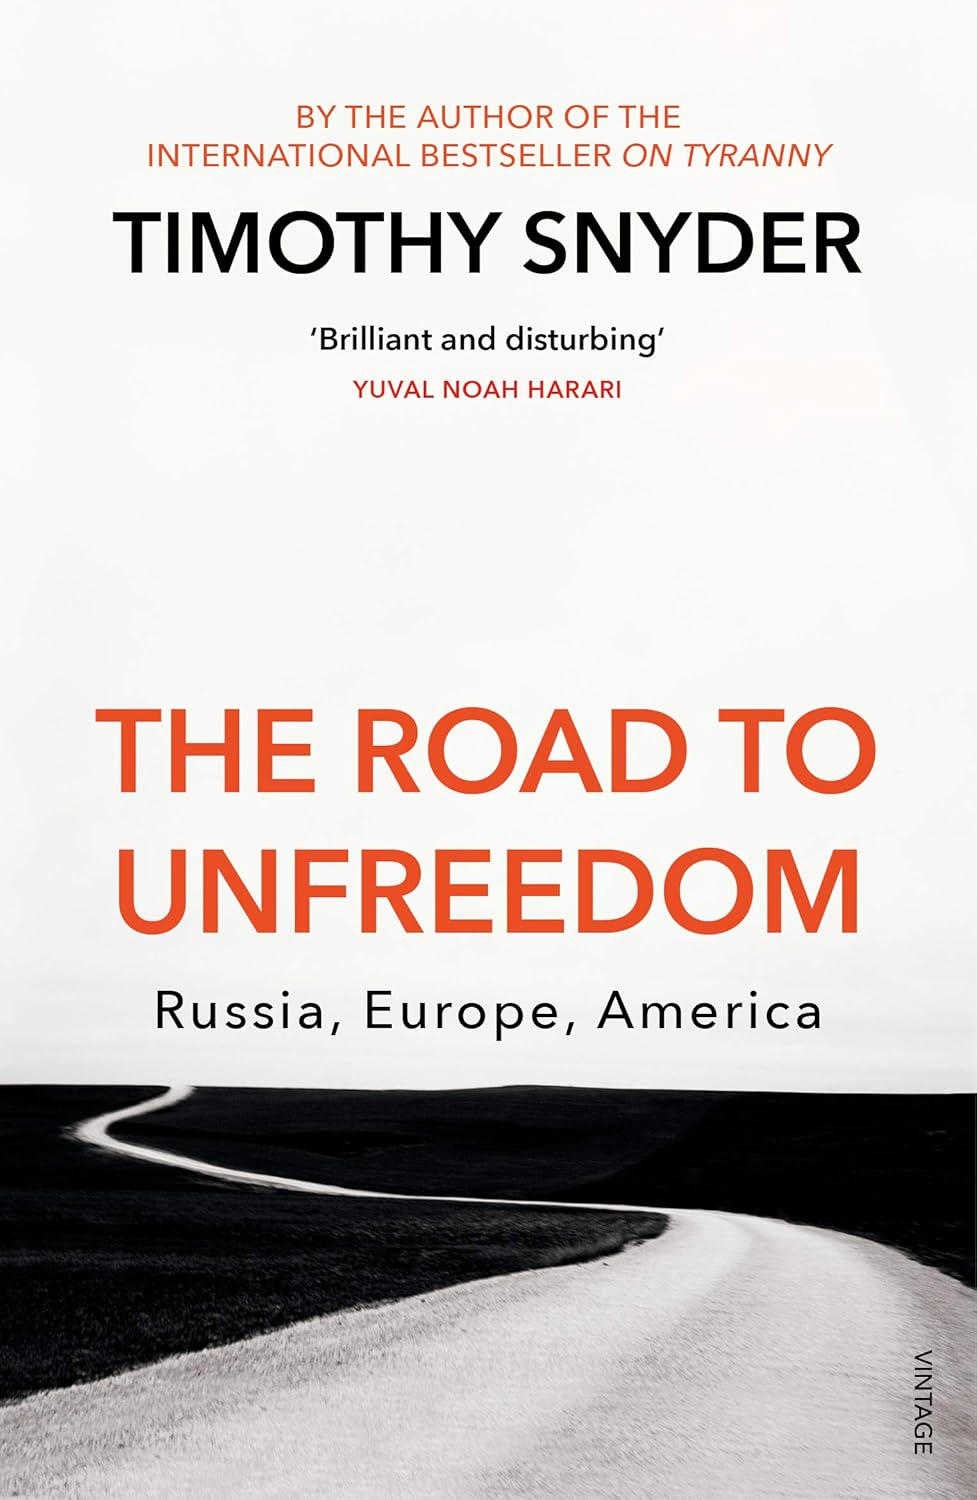 BY THE AUTHOR OF THE
INTERNATIONAL BESTSELLER ON TYRANNY
TIMOTHY SNYDER
‘Brilliant and disturbing’
YUVAL NOAH HARARI
THE ROAD TO
UNFREEDOM
Russia, Europe, America
VINTAGE